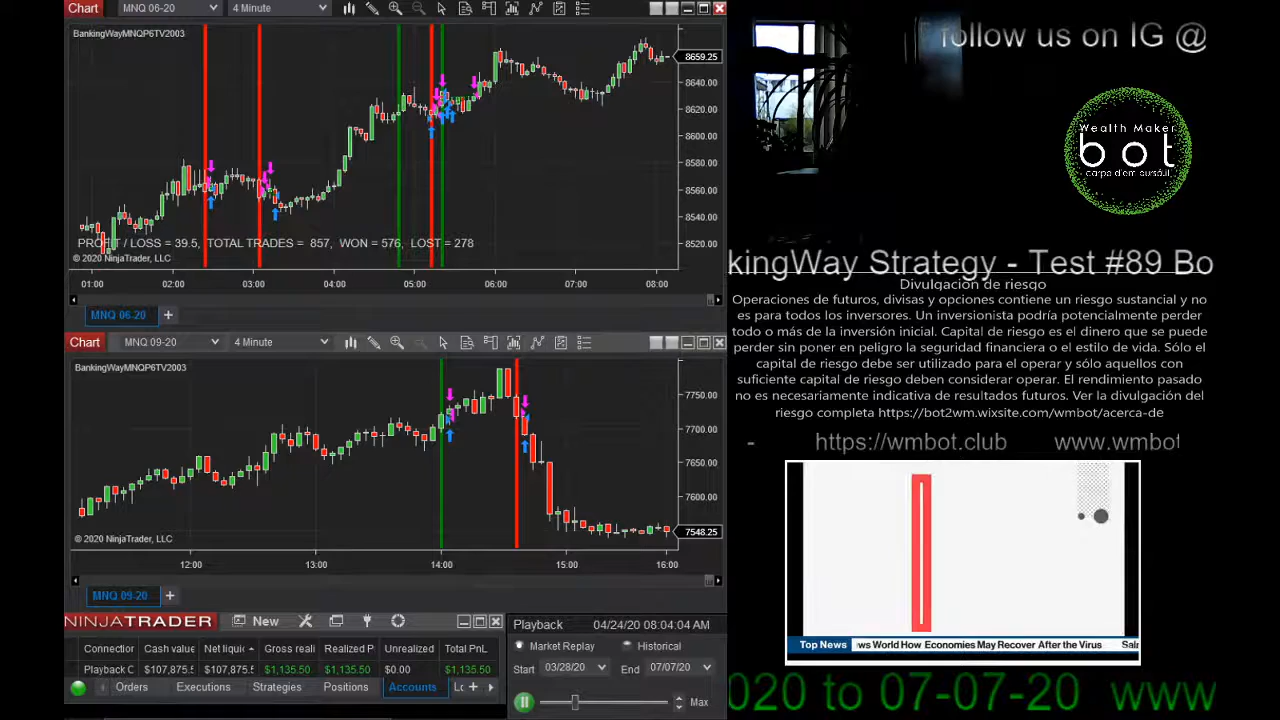 Chart
MNQ 06-20
4 Minute
BankingWayMNQP6TV2003
8659.25
8640.00
8620.00
8600.00
8580.00
8560.00
8540.00
8520.00
PROFIT / LOSS = 39.5, TOTAL TRADES = 857, WON = 576, LOST = 278
© 2020 NinjaTrader, LLC
01:00 02:00 03:00 04:00 05:00 06:00 07:00 08:00
MNQ 06-20 +
Chart
MNQ 09-20
4 Minute
BankingWayMNQP6TV2003
7750.00
7700.00
7650.00
7600.00
7548.25
© 2020 NinjaTrader, LLC
12:00 13:00 14:00 15:00 16:00
MNQ 09-20 +
NINJATRADER New
Connection Cash value Net liquid Gross reali Realized P Unrealized Total PnL
Playback C $107,875.5 $107,875.5 $1,135.50 $1,135.50 $0.00 $1,135.50
Orders Executions Strategies Positions Accounts Lo +
Playback 04/24/20 08:04:04 AM
Market Replay Historical
Start 03/28/20 End 07/07/20
Max
follow us on IG @
Wealth Maker
bot
kingWay Strategy - Test #89 Bo
Divulgación de riesgo
Operaciones de futuros, divisas y opciones contiene un riesgo sustancial y no
es para todos los inversores. Un inversionista podría potencialmente perder
todo o más de la inversión inicial. Capital de riesgo es el dinero que se puede
perder sin poner en peligro la seguridad financiera o el estilo de vida. Sólo el
capital de riesgo debe ser utilizado para el operar y sólo aquellos con
suficiente capital de riesgo deben considerar operar. El rendimiento pasado
no es necesariamente indicativa de resultados futuros. Ver la divulgación del
riesgo completa https://bot2wm.wixsite.com/wmbot/acerca-de
- https://wmbot.club www.wmbot
Top News ws World How Economies May Recover After the Virus Sal
020 to 07-07-20 www